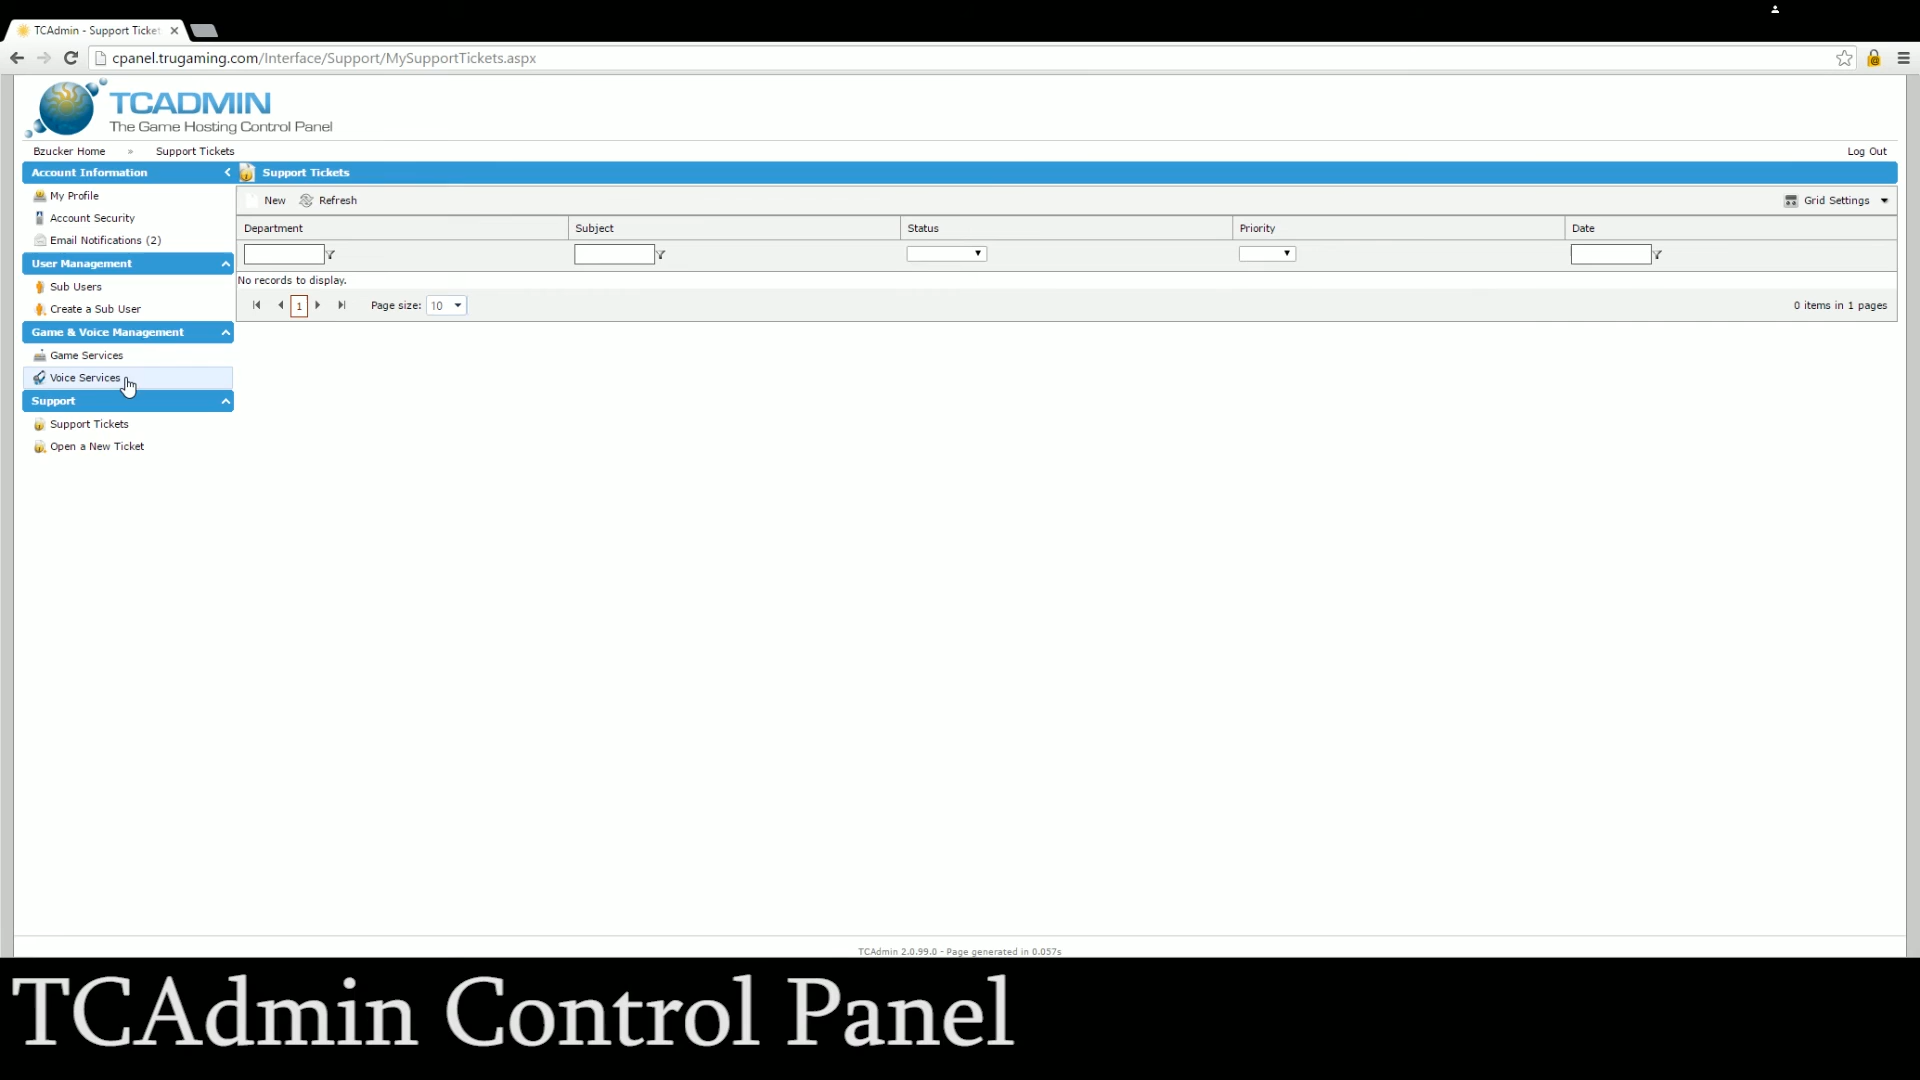 TCAdmin - Support Ticket
cpanel.trugaming.com/Interface/Support/MySupportTickets.aspx
TCADMIN
The Game Hosting Control Panel
Bzucker Home » Support Tickets
Log Out
Account Information
Support Tickets
My Profile
Account Security
Email Notifications (2)
User Management
Sub Users
Create a Sub User
Game & Voice Management
Game Services
Voice Services
Support
Support Tickets
Open a New Ticket
New Refresh
Grid Settings
Department Subject Status Priority Date
No records to display.
1 Page size: 10
0 items in 1 pages
TCAdmin 2.0.99.0 - Page generated in 0.057s
TCAdmin Control Panel